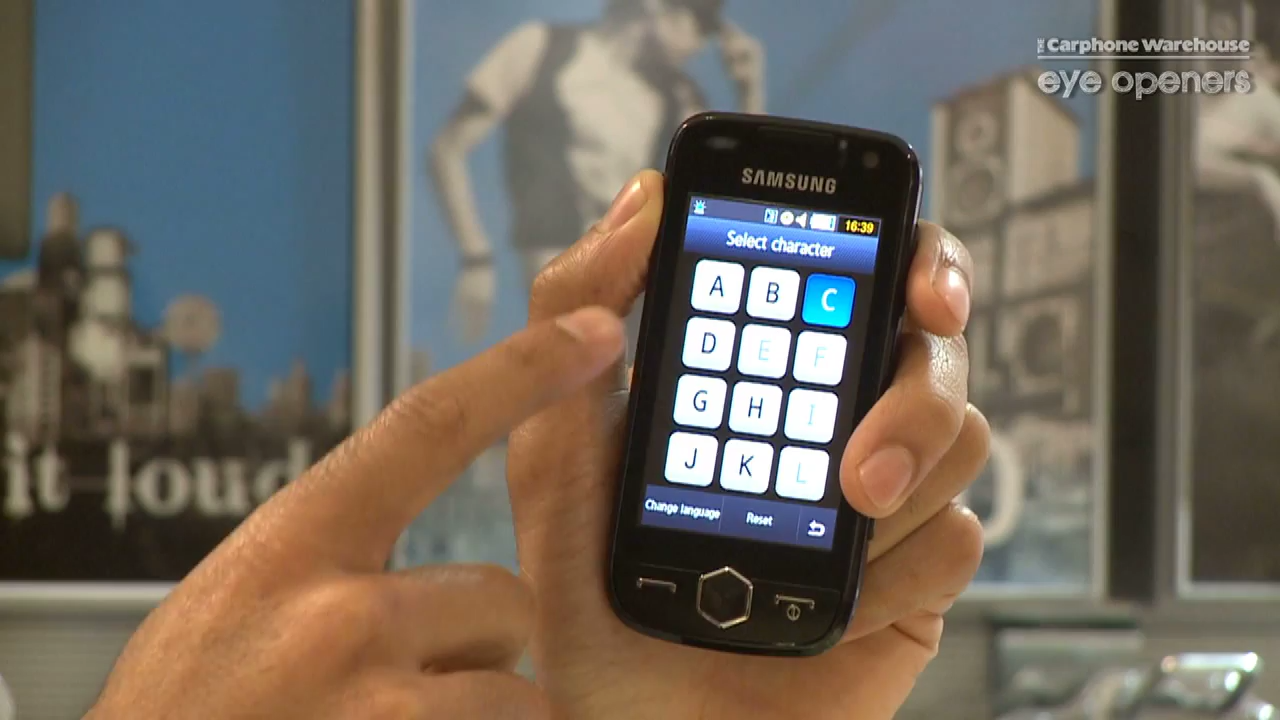 THE Carphone Warehouse
eye openers
SAMSUNG
16:39
Select character
A B C
D E F
G H I
J K L
Change language Reset
it loud